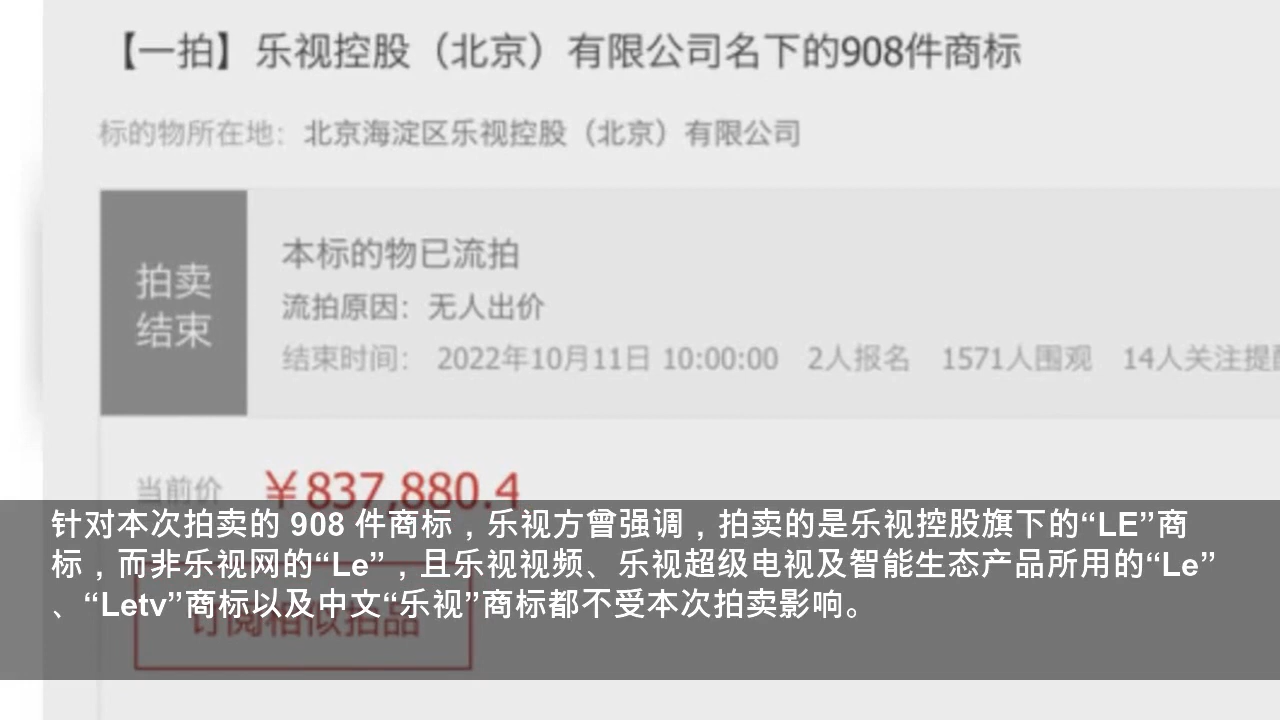 【一拍】乐视控股（北京）有限公司名下的908件商标
标的物所在地： 北京海淀区乐视控股（北京）有限公司
拍卖
结束
本标的物已流拍
流拍原因：无人出价
结束时间： 2022年10月11日 10:00:00 2人报名 1571人围观 14人关注提醒
当前价 ￥837,880.4
针对本次拍卖的 908 件商标，乐视方曾强调，拍卖的是乐视控股旗下的“LE”商
标，而非乐视网的“Le”，且乐视视频、乐视超级电视及智能生态产品所用的“Le”
、“Letv”商标以及中文“乐视”商标都不受本次拍卖影响。
订阅相似拍品